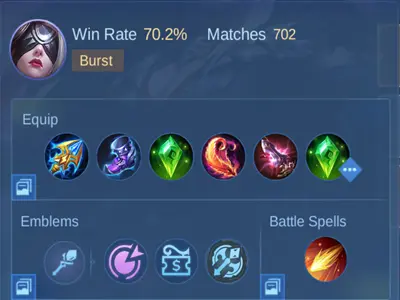 Win Rate 70.2% Matches 702
Burst
Equip
Emblems Battle Spells
$